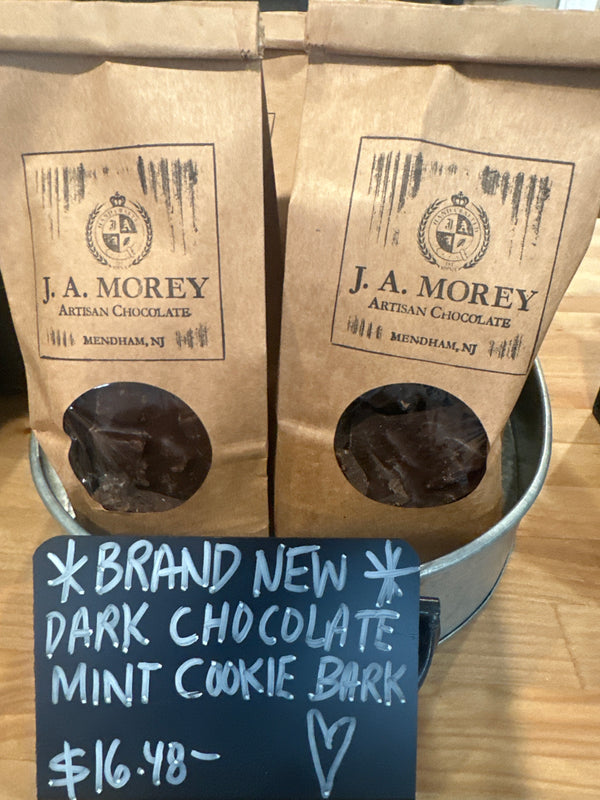 J. A. MOREY
ARTISAN CHOCOLATE
MENDHAM, NJ
J. A. MOREY
ARTISAN CHOCOLATE
MENDHAM, NJ
*BRAND NEW*
DARK CHOCOLATE
MINT COOKIE BARK
$16.48-